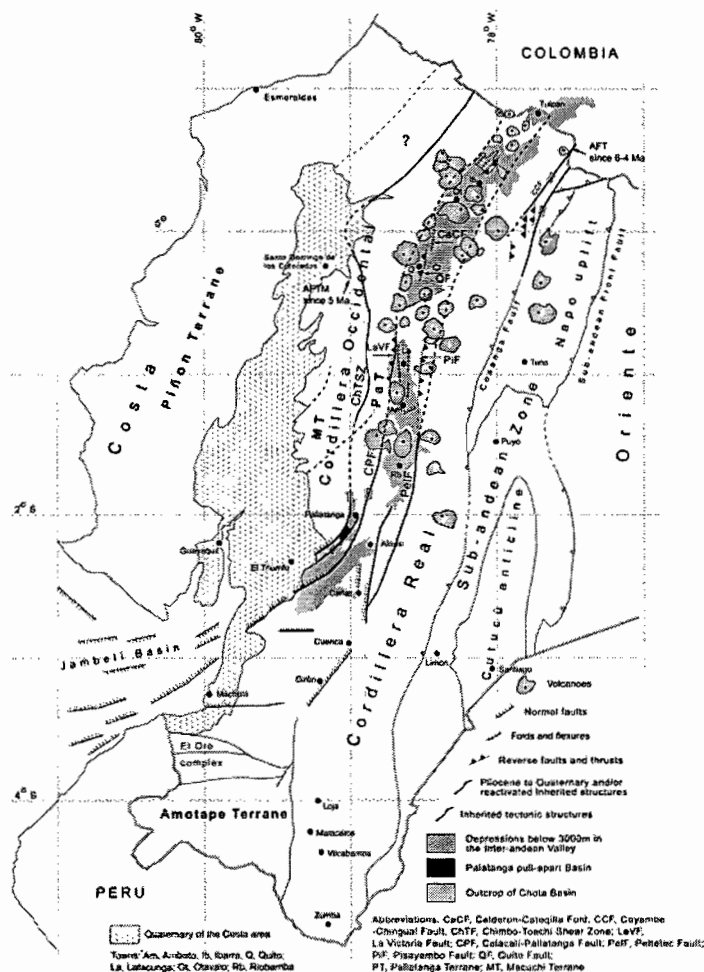 80° W
78° W
COLOMBIA
Esmeraldas
Tulcan
?
AFT
since 6-4 Ma
CCF
0°
Santo Domingo de
los Colorados
CaCF
Q
QF
APTM
since 5 Ma
Costa
Piñon Terrane
Cordillera Occidental
MT
ChTSZ
PaT
LaVF
PiF
Cosanga Fault
Napo uplift
Sub-andean Front Fault
Tena
Puyo
Oriente
Sub-andean Zone
CPF
PelF
Rb
2° S
Pallatanga
Guayaquil
El Triunfo
Alausi
Cañar
Cordillera Real
Cutucú anticline
Jambelí Basin
Cuenca
Limon
Santiago
Girón
Machala
El Oro
complex
4° S
Amotape Terrane
Loja
Malacatos
Vilcabamba
Zumba
PERU
Volcanoes
Normal faults
Folds and flexures
Reverse faults and thrusts
Pliocene to Quaternary and/or
reactivated inherited structures
Inherited tectonic structures
Depressions below 3000m in
the Inter-andean Valley
Palatanga pull-apart Basin
Outcrop of Chota Basin
Quaternary of the Costa area
Towns: Am, Ambato, Ib, Ibarra, Q, Quito;
La, Latacunga; Ot, Otavalo; Rb, Riobamba
Abbreviations. CaCF, Calderon-Catequilla Ford, CCF, Cayambe
-Chingual Fault, ChTF, Chimbo-Toachi Shear Zone; LaVF,
La Victoria Fault; CPF, Calacalí-Pallatanga Fault; PelF, Peltetec Fault;
PiF, Pisayambo Fault; QF, Quito Fault;
PT, Pallatanga Terrane; MT, Macuchi Terrane